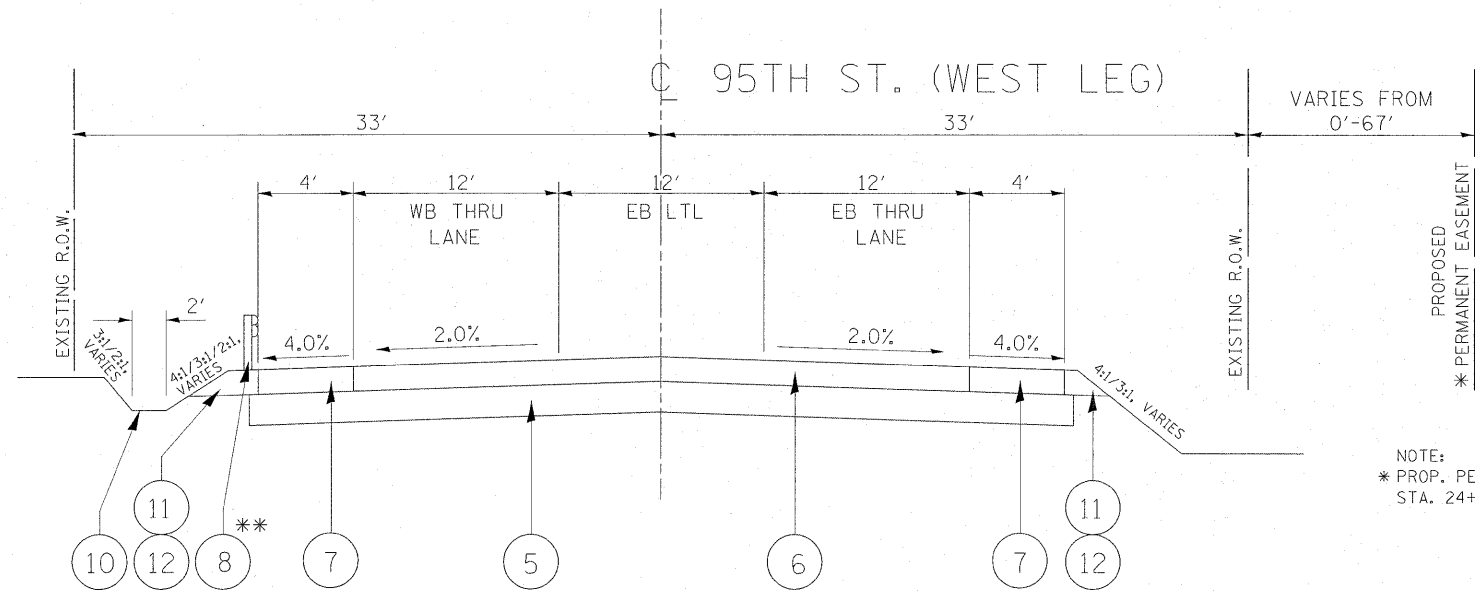 ℄ 95TH ST. (WEST LEG)
VARIES FROM
0'-67'
33'
33'
4'
12'
12'
12'
4'
WB THRU
LANE
EB LTL
EB THRU
LANE
EXISTING R.O.W.
EXISTING R.O.W.
PROPOSED
* PERMANENT EASEMENT
2'
3:1/2:1,
VARIES
4:1/3:1/2:1,
VARIES
4.0%
2.0%
2.0%
4.0%
4:1/3:1, VARIES
NOTE:
* PROP. PE
STA. 24+
11
12
10
8
**
7
5
6
7
11
12